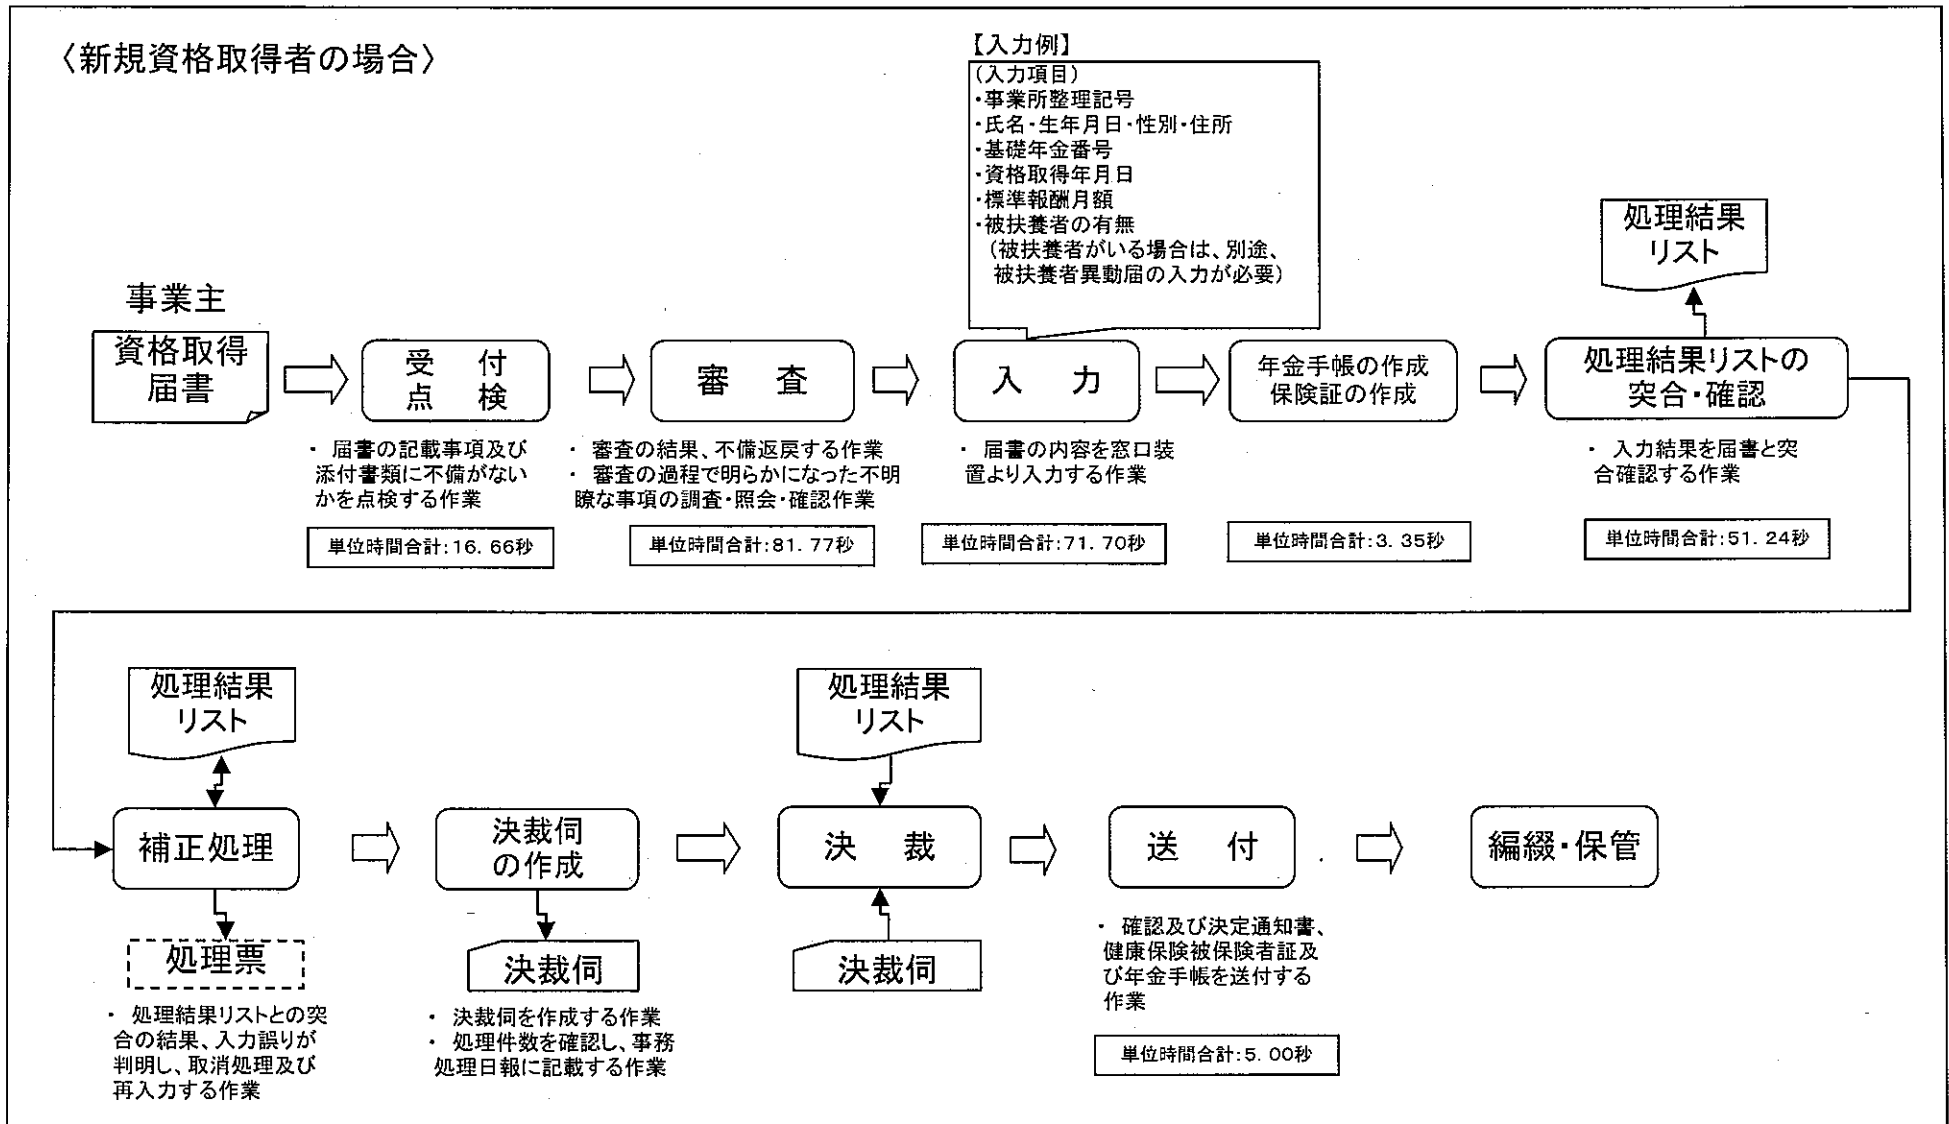 〈新規資格取得者の場合〉
【入力例】
(入力項目)
・事業所整理記号
・氏名・生年月日・性別・住所
・基礎年金番号
・資格取得年月日
・標準報酬月額
・被扶養者の有無
(被扶養者がいる場合は、別途、
被扶養者異動届の入力が必要)
処理結果
リスト
事業主
資格取得
届書
受　付
点　検
審　査
入　力
年金手帳の作成
保険証の作成
処理結果リストの
突合・確認
・ 届書の記載事項及び
添付書類に不備がない
かを点検する作業
・ 審査の結果、不備返戻する作業
・ 審査の過程で明らかになった不明
瞭な事項の調査・照会・確認作業
・ 届書の内容を窓口装
置より入力する作業
・ 入力結果を届書と突
合確認する作業
単位時間合計:16. 66秒
単位時間合計:81. 77秒
単位時間合計:71. 70秒
単位時間合計:3. 35秒
単位時間合計:51. 24秒
処理結果
リスト
処理結果
リスト
補正処理
決裁伺
の作成
決　裁
送　付
編綴・保管
処理票
決裁伺
決裁伺
・ 処理結果リストとの突
合の結果、入力誤りが
判明し、取消処理及び
再入力する作業
・ 決裁伺を作成する作業
・ 処理件数を確認し、事務
処理日報に記載する作業
・ 確認及び決定通知書、
健康保険被保険者証及
び年金手帳を送付する
作業
単位時間合計:5. 00秒